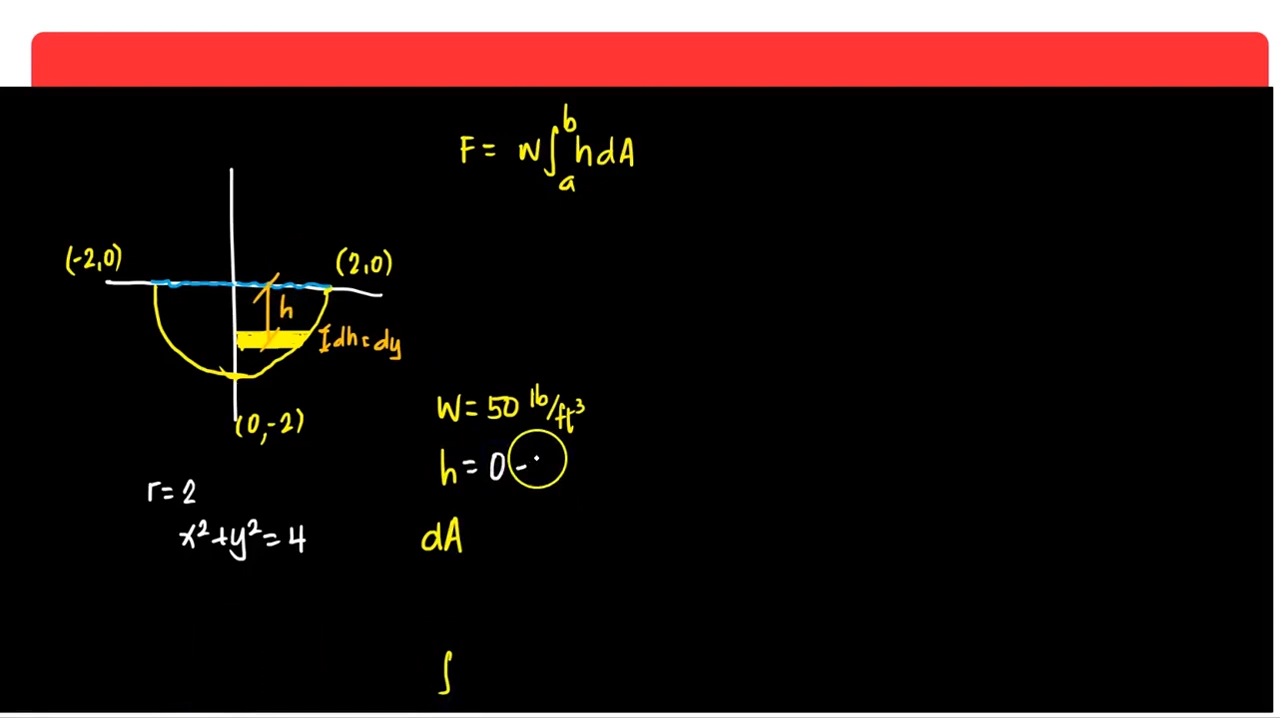 F = W∫ₐᵇ h dA
(-2,0)
(2,0)
h
I dh = dy
(0,-2)
W = 50 lb/ft³
h = 0 -
r = 2
x² + y² = 4
dA
∫